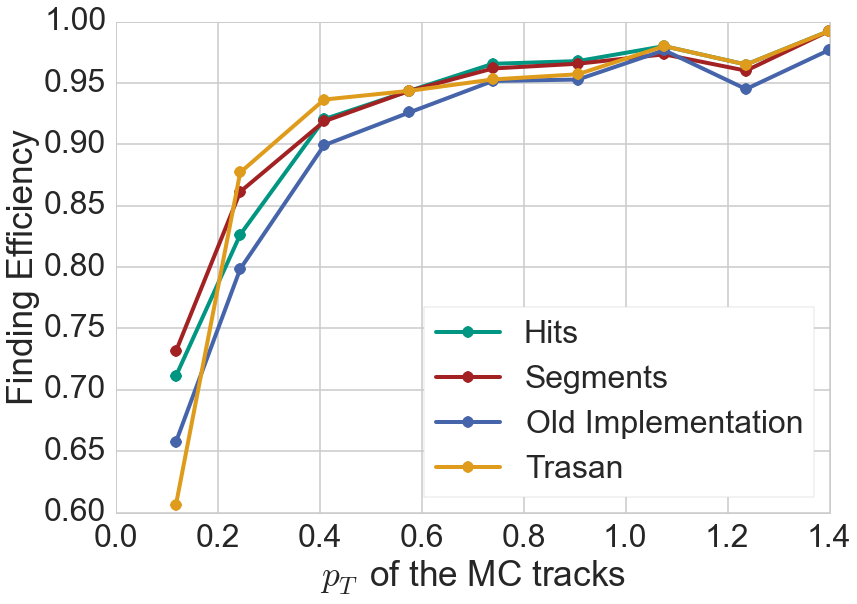 1.00
0.95
0.90
0.85
0.80
0.75
0.70
0.65
0.60
Finding Efficiency
Hits
Segments
Old Implementation
Trasan
0.0 0.2 0.4 0.6 0.8 1.0 1.2 1.4
p_T of the MC tracks